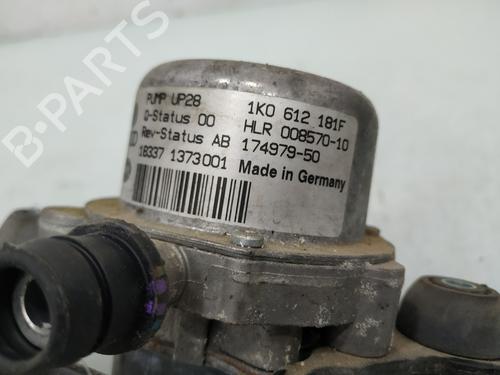 PUMP UP28 1K0 612 181F
Q-Status 00 HLR 008570-10
Rev-Status AB 174979-50
18337 1373001 Made in Germany